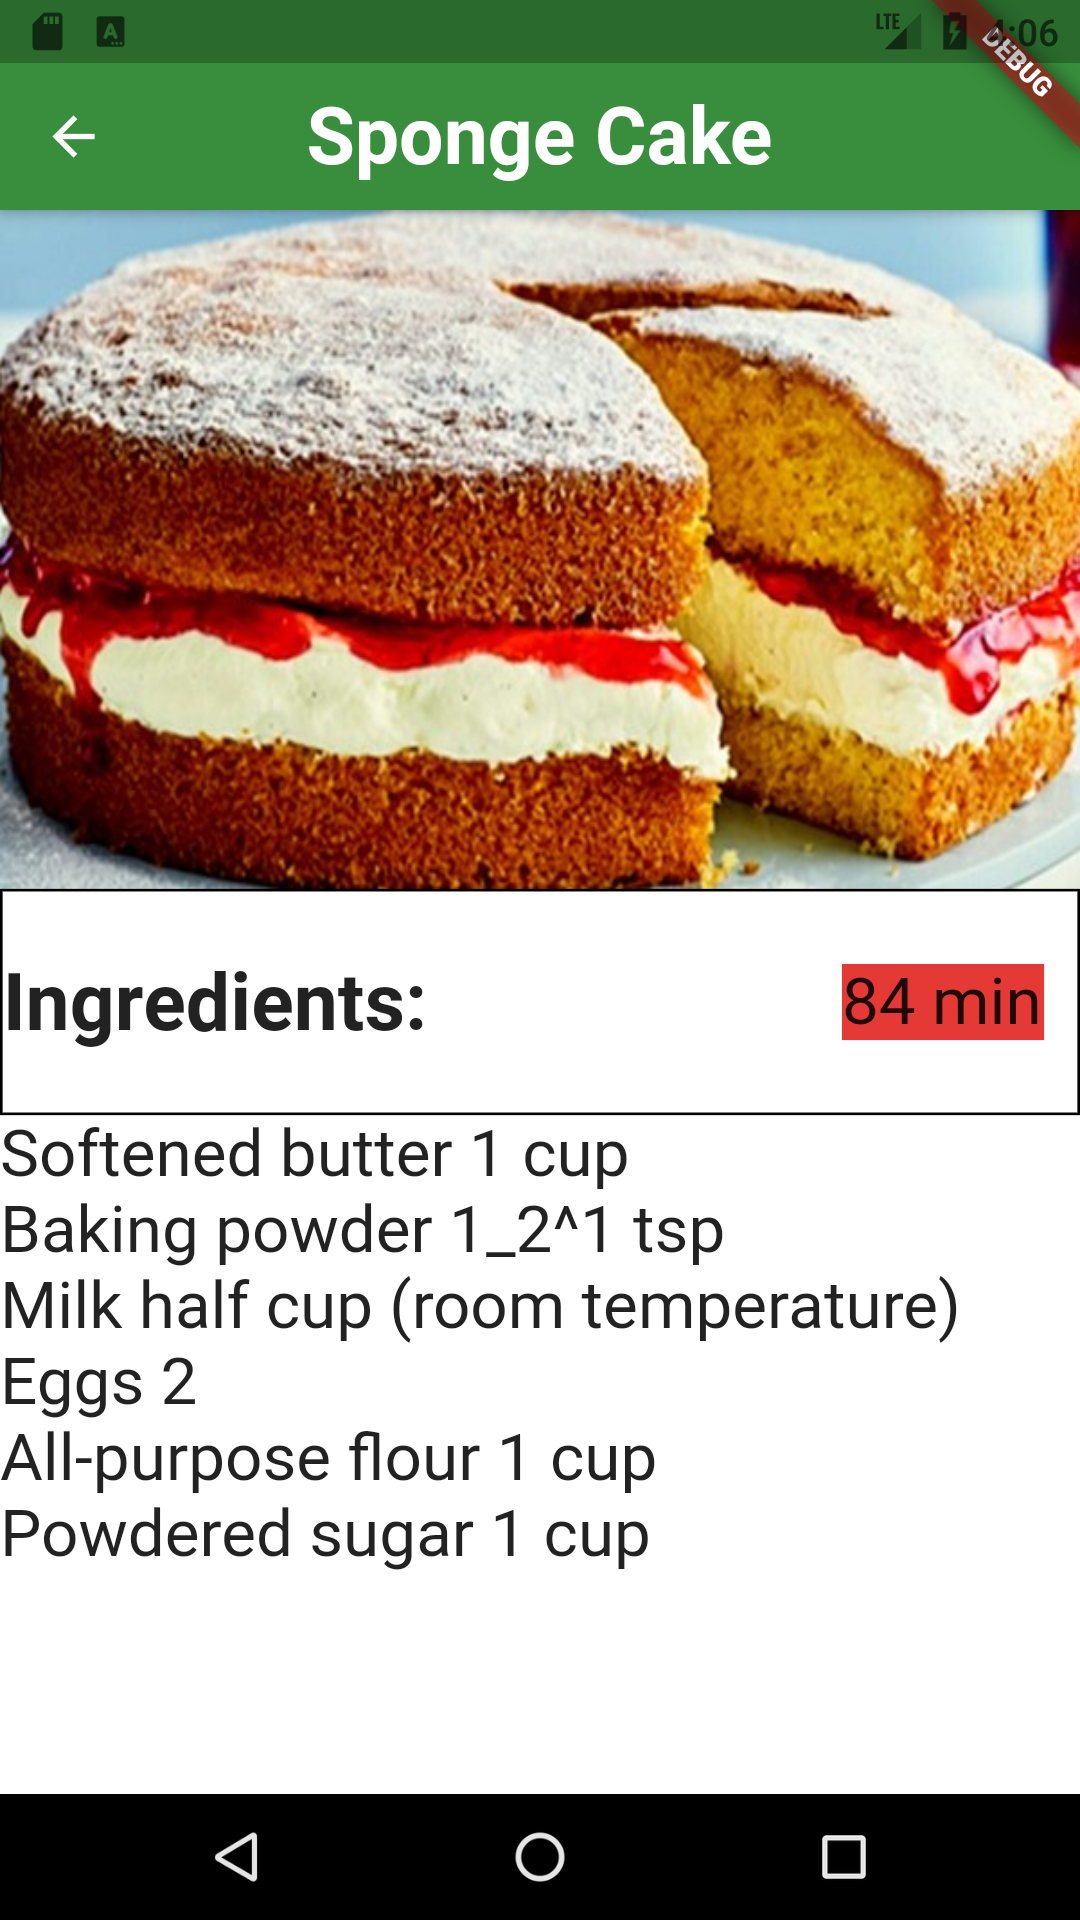 LTE 4:06
DEBUG
Sponge Cake
Ingredients:
84 min
Softened butter 1 cup
Baking powder 1_2^1 tsp
Milk half cup (room temperature)
Eggs 2
All-purpose flour 1 cup
Powdered sugar 1 cup